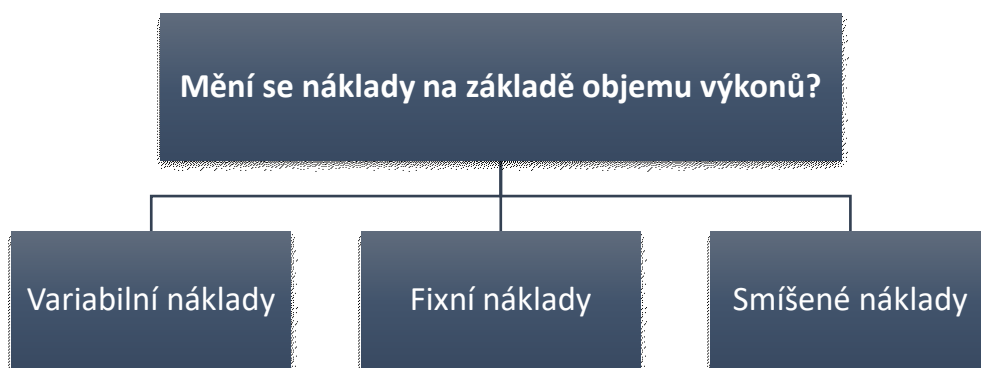 Mění se náklady na základě objemu výkonů?
Variabilní náklady
Fixní náklady
Smíšené náklady